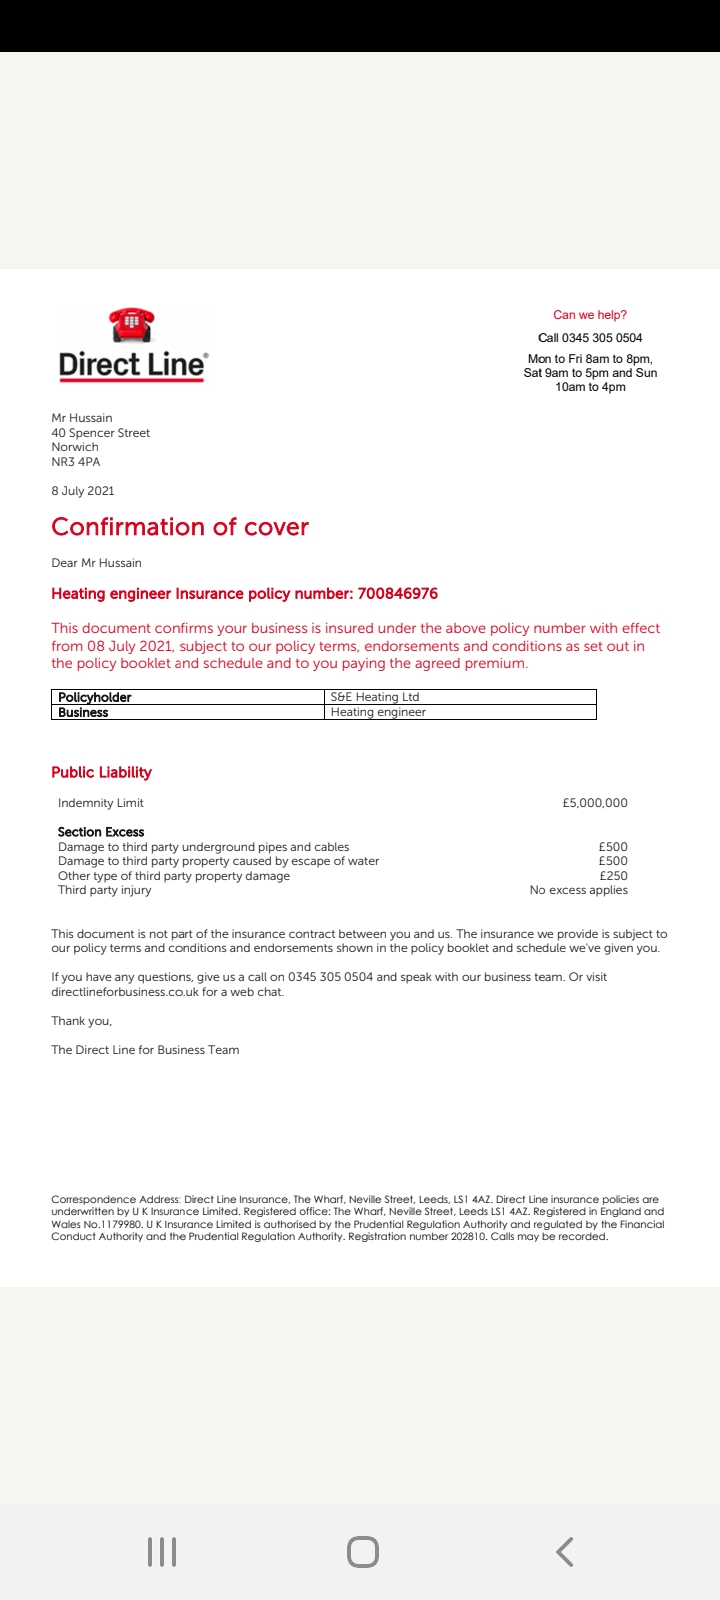 Direct Line®
Can we help?
Call 0345 305 0504
Mon to Fri 8am to 8pm,
Sat 9am to 5pm and Sun
10am to 4pm
Mr Hussain
40 Spencer Street
Norwich
NR3 4PA
8 July 2021
Confirmation of cover
Dear Mr Hussain
Heating engineer Insurance policy number: 700846976
This document confirms your business is insured under the above policy number with effect
from 08 July 2021, subject to our policy terms, endorsements and conditions as set out in
the policy booklet and schedule and to you paying the agreed premium.
Policyholder S&E Heating Ltd
Business Heating engineer
Public Liability
Indemnity Limit £5,000,000
Section Excess
Damage to third party underground pipes and cables £500
Damage to third party property caused by escape of water £500
Other type of third party property damage £250
Third party injury No excess applies
This document is not part of the insurance contract between you and us. The insurance we provide is subject to
our policy terms and conditions and endorsements shown in the policy booklet and schedule we've given you.
If you have any questions, give us a call on 0345 305 0504 and speak with our business team. Or visit
directlineforbusiness.co.uk for a web chat.
Thank you,
The Direct Line for Business Team
Correspondence Address: Direct Line Insurance, The Wharf, Neville Street, Leeds, LS1 4AZ. Direct Line insurance policies are
underwritten by U K Insurance Limited. Registered office: The Wharf, Neville Street, Leeds LS1 4AZ. Registered in England and
Wales No.1179980. U K Insurance Limited is authorised by the Prudential Regulation Authority and regulated by the Financial
Conduct Authority and the Prudential Regulation Authority. Registration number 202810. Calls may be recorded.